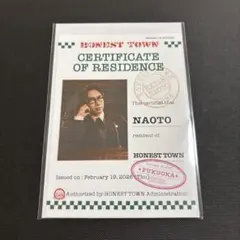 HONEST TOWN
CERTIFICATE
OF RESIDENCE
This certifies that
NAOTO
resident of
HONEST TOWN
FUKUOKA
Issued on : February 19, 2026
Authorized by HONEST TOWN Administration